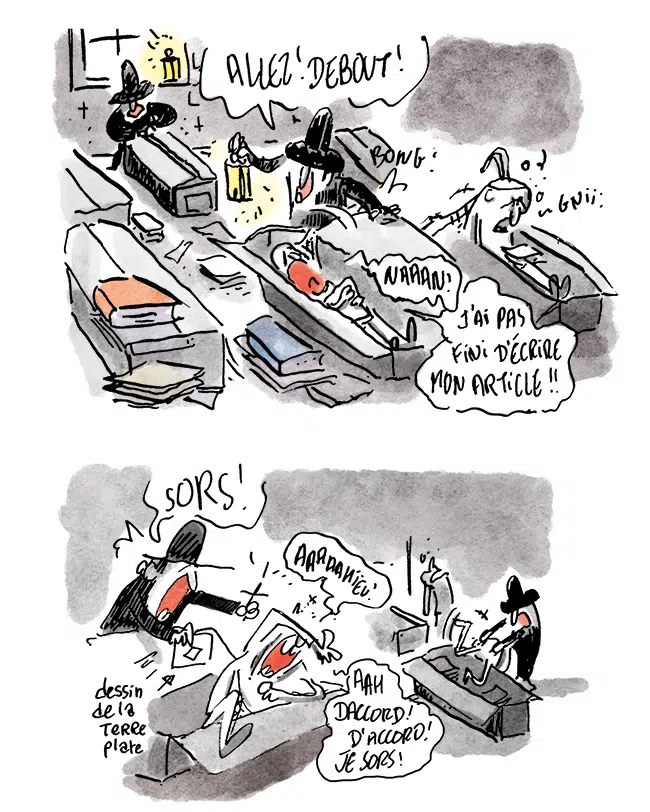 ALLEZ! DEBOUT!
BONG!
GNII!
NAAAN!
J'AI PAS
FINI D'ÉCRIRE
MON ARTICLE !!
SORS!
AAH
D'ACCORD!
D'ACCORD!
JE SORS!
dessin
de la
TERRE
plate